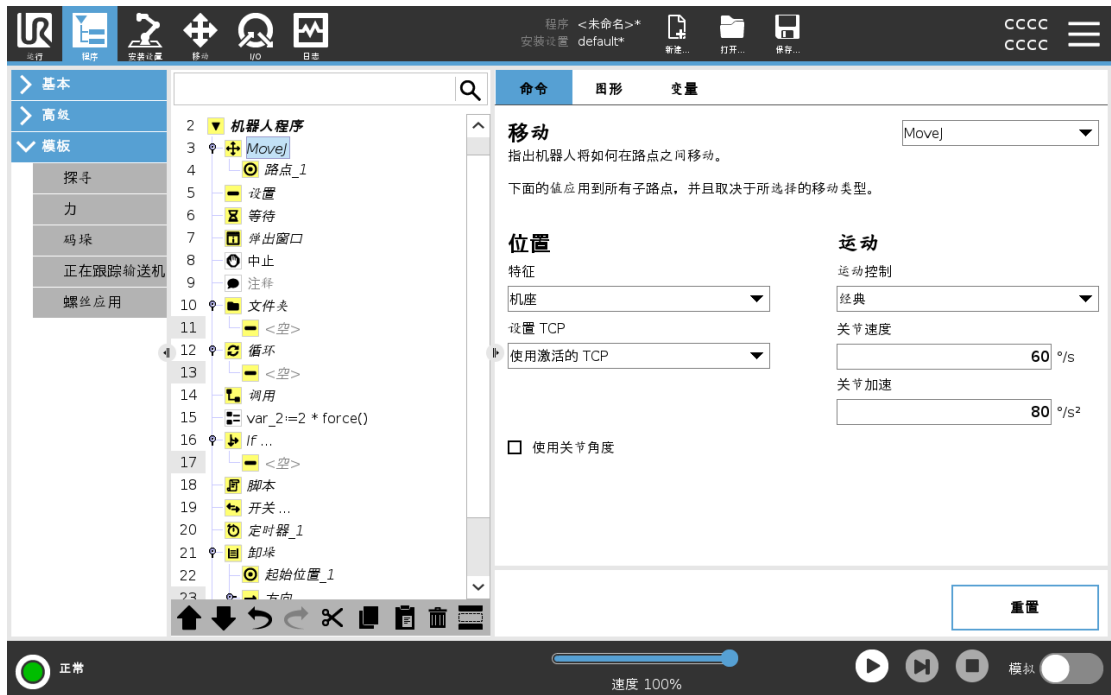 UR
程序 <未命名>*
安装设置 default*
CCCC
CCCC
运行 程序 安装设置 移动 I/O 日志 新建... 打开... 保存...
基本
高级
模板
探寻
力
码垛
正在跟踪输送机
螺丝应用
2 机器人程序
3 MoveJ
4 路点_1
5 设置
6 等待
7 弹出窗口
8 中止
9 注释
10 文件夹
11 <空>
12 循环
13 <空>
14 调用
15 var_2≔2 * force()
16 If ...
17 <空>
18 脚本
19 开关 ...
20 定时器_1
21 卸垛
22 起始位置_1
23 方向
命令 图形 变量
移动
MoveJ
指出机器人将如何在路点之间移动。
下面的值应用到所有子路点，并且取决于所选择的移动类型。
位置 运动
特征 运动控制
机座 经典
设置 TCP 关节速度
使用激活的 TCP 60 °/s
关节加速
80 °/s²
使用关节角度
重置
正常
速度 100%
模拟